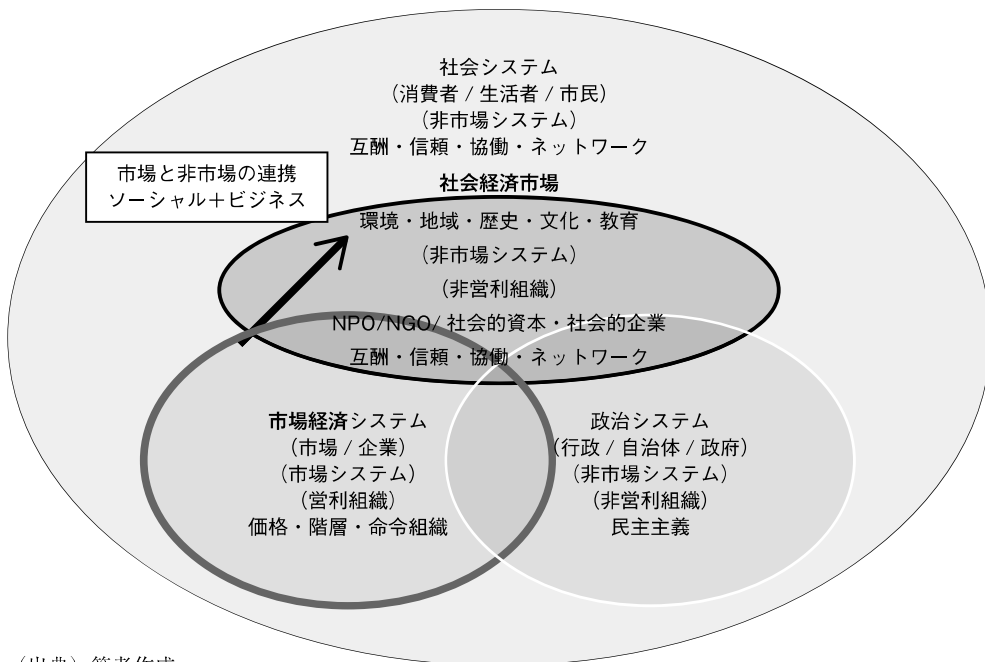 社会システム
（消費者 / 生活者 / 市民）
（非市場システム）
互酬・信頼・協働・ネットワーク
市場と非市場の連携
ソーシャル＋ビジネス
社会経済市場
環境・地域・歴史・文化・教育
（非市場システム）
（非営利組織）
NPO/NGO/ 社会的資本・社会的企業
互酬・信頼・協働・ネットワーク
市場経済システム
（市場 / 企業）
（市場システム）
（営利組織）
価格・階層・命令組織
政治システム
（行政 / 自治体 / 政府）
（非市場システム）
（非営利組織）
民主主義
（出典）筆者作成